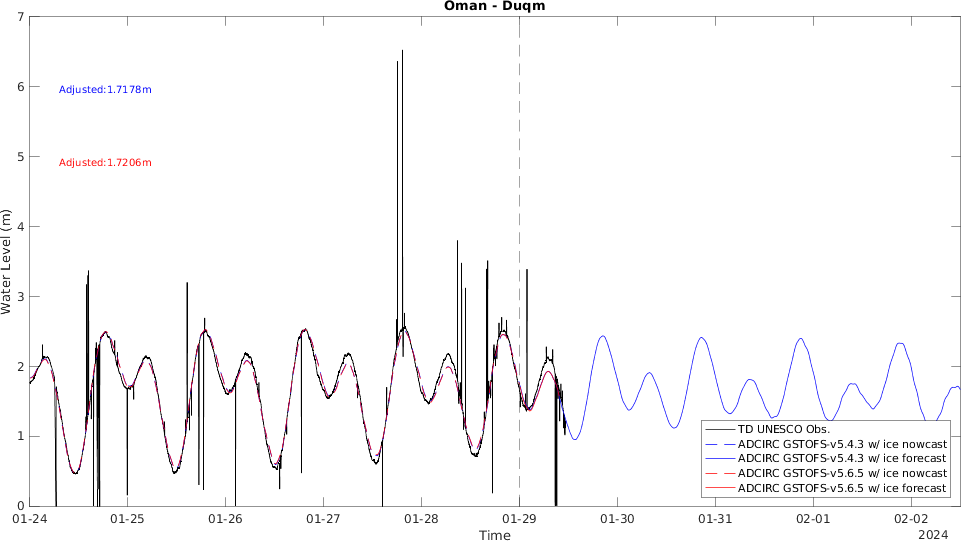 Oman - Duqm
7
6
5
4
3
2
1
0
Water Level (m)
Adjusted:1.7178m
Adjusted:1.7206m
TD UNESCO Obs.
ADCIRC GSTOFS-v5.4.3 w/ ice nowcast
ADCIRC GSTOFS-v5.4.3 w/ ice forecast
ADCIRC GSTOFS-v5.6.5 w/ ice nowcast
ADCIRC GSTOFS-v5.6.5 w/ ice forecast
01-24 01-25 01-26 01-27 01-28 01-29 01-30 01-31 02-01 02-02
Time
2024